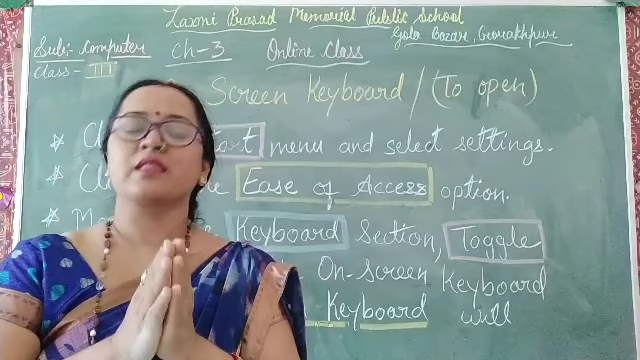 Laxmi Prasad Memorial Public School
Gola Bazar, Gorakhpur
Sub:- Computer Ch-3 Online Class
Class- III
Screen Keyboard / (To open)
* menu and select settings.
* Ease of Access option.
* Keyboard Section, Toggle
On-Screen Keyboard
Keyboard will